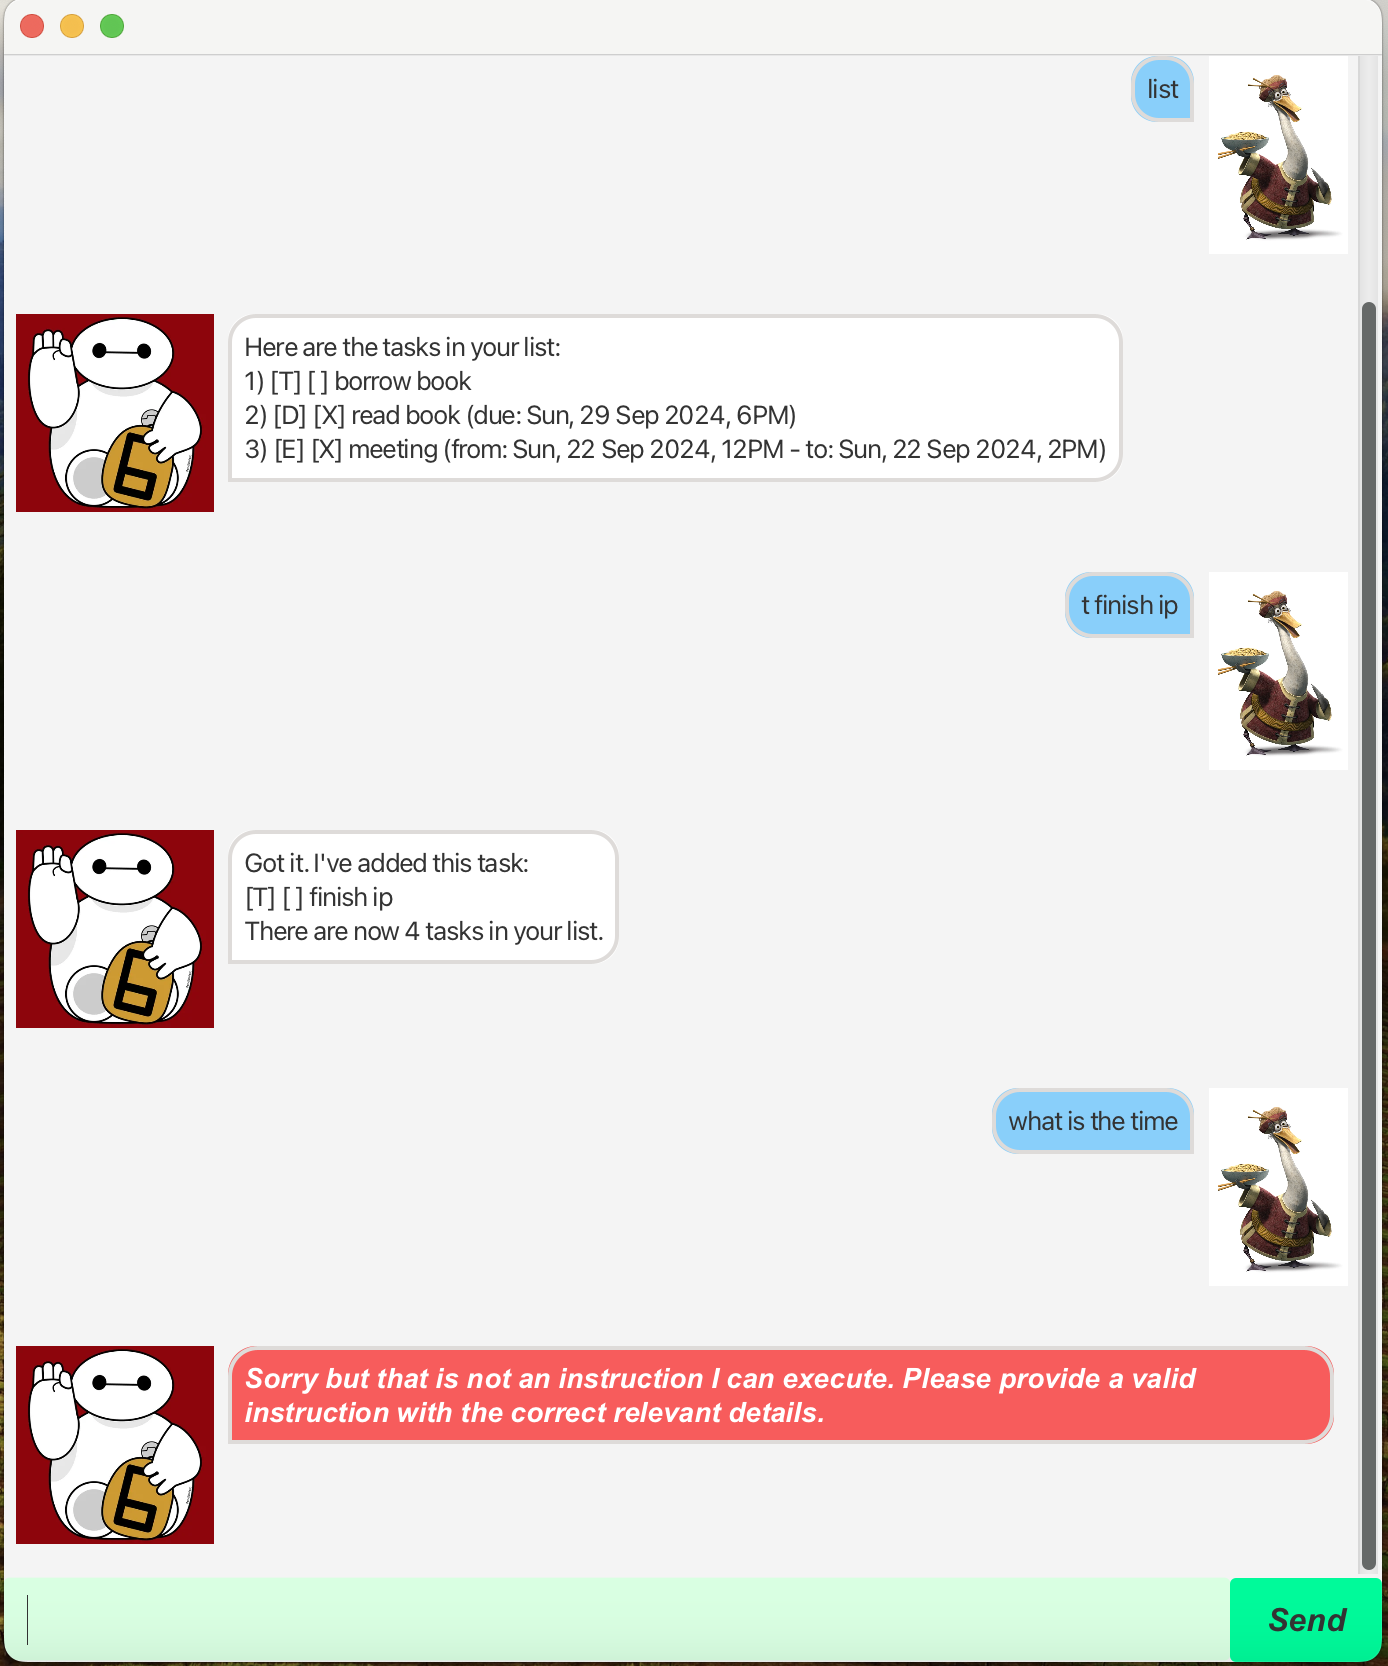 list
Here are the tasks in your list:
1) [T] [ ] borrow book
2) [D] [X] read book (due: Sun, 29 Sep 2024, 6PM)
3) [E] [X] meeting (from: Sun, 22 Sep 2024, 12PM - to: Sun, 22 Sep 2024, 2PM)
t finish ip
Got it. I've added this task:
[T] [ ] finish ip
There are now 4 tasks in your list.
what is the time
Sorry but that is not an instruction I can execute. Please provide a valid
instruction with the correct relevant details.
Send